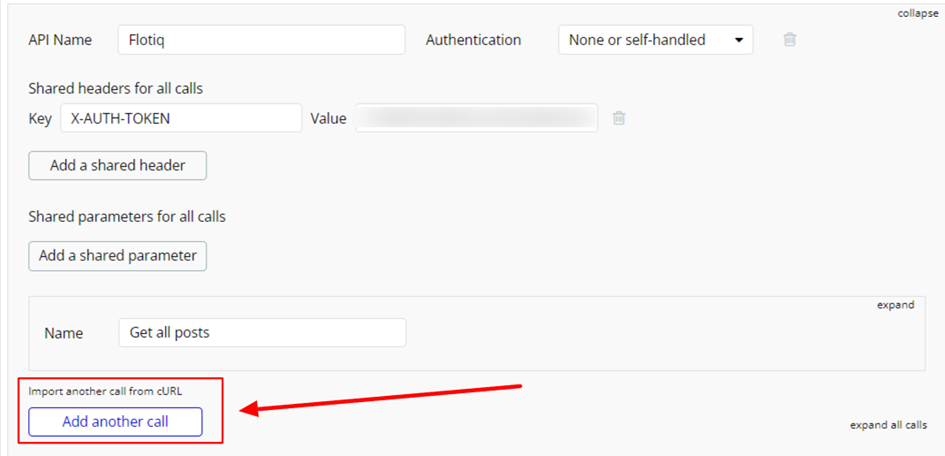 collapse
API Name Flotiq Authentication None or self-handled
Shared headers for all calls
Key X-AUTH-TOKEN Value
Add a shared header
Shared parameters for all calls
Add a shared parameter
expand
Name Get all posts
Import another call from cURL
Add another call
expand all calls